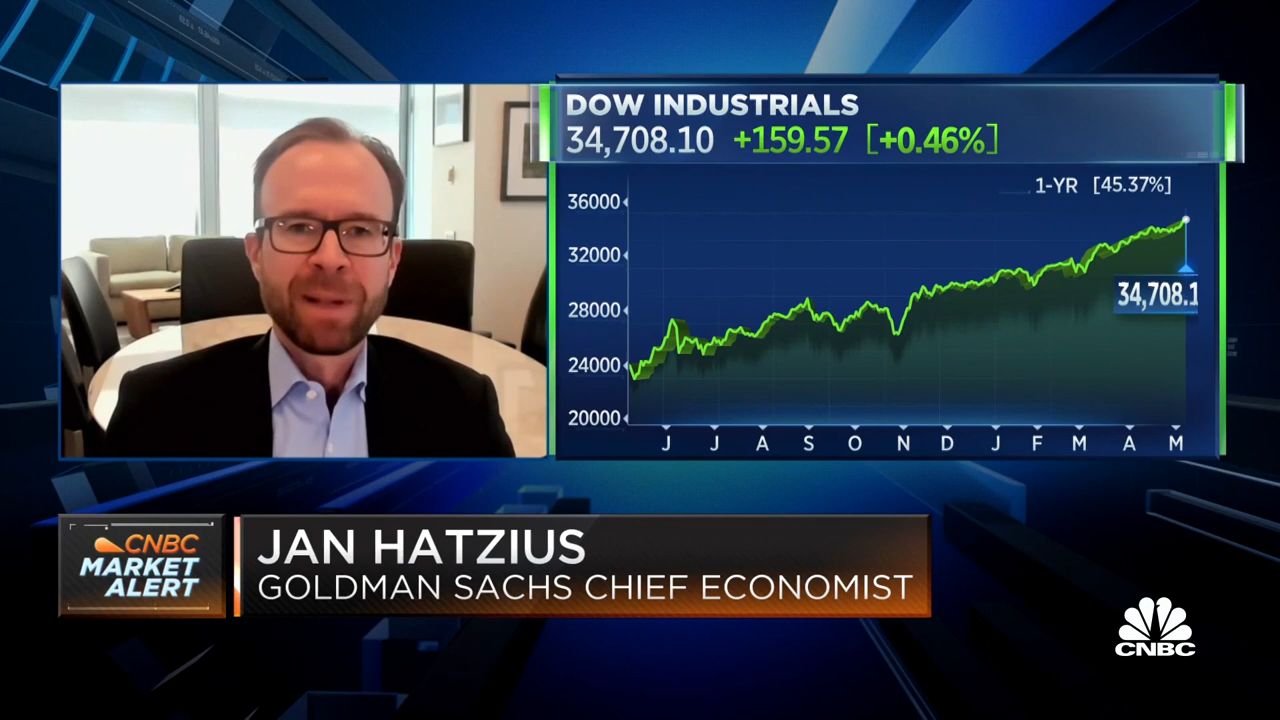 DOW INDUSTRIALS
34,708.10 +159.57 [+0.46%]
1-YR [45.37%]
36000
32000
28000
24000
20000
34,708.1
J J A S O N D J F M A M
CNBC
MARKET
ALERT
JAN HATZIUS
GOLDMAN SACHS CHIEF ECONOMIST
CNBC